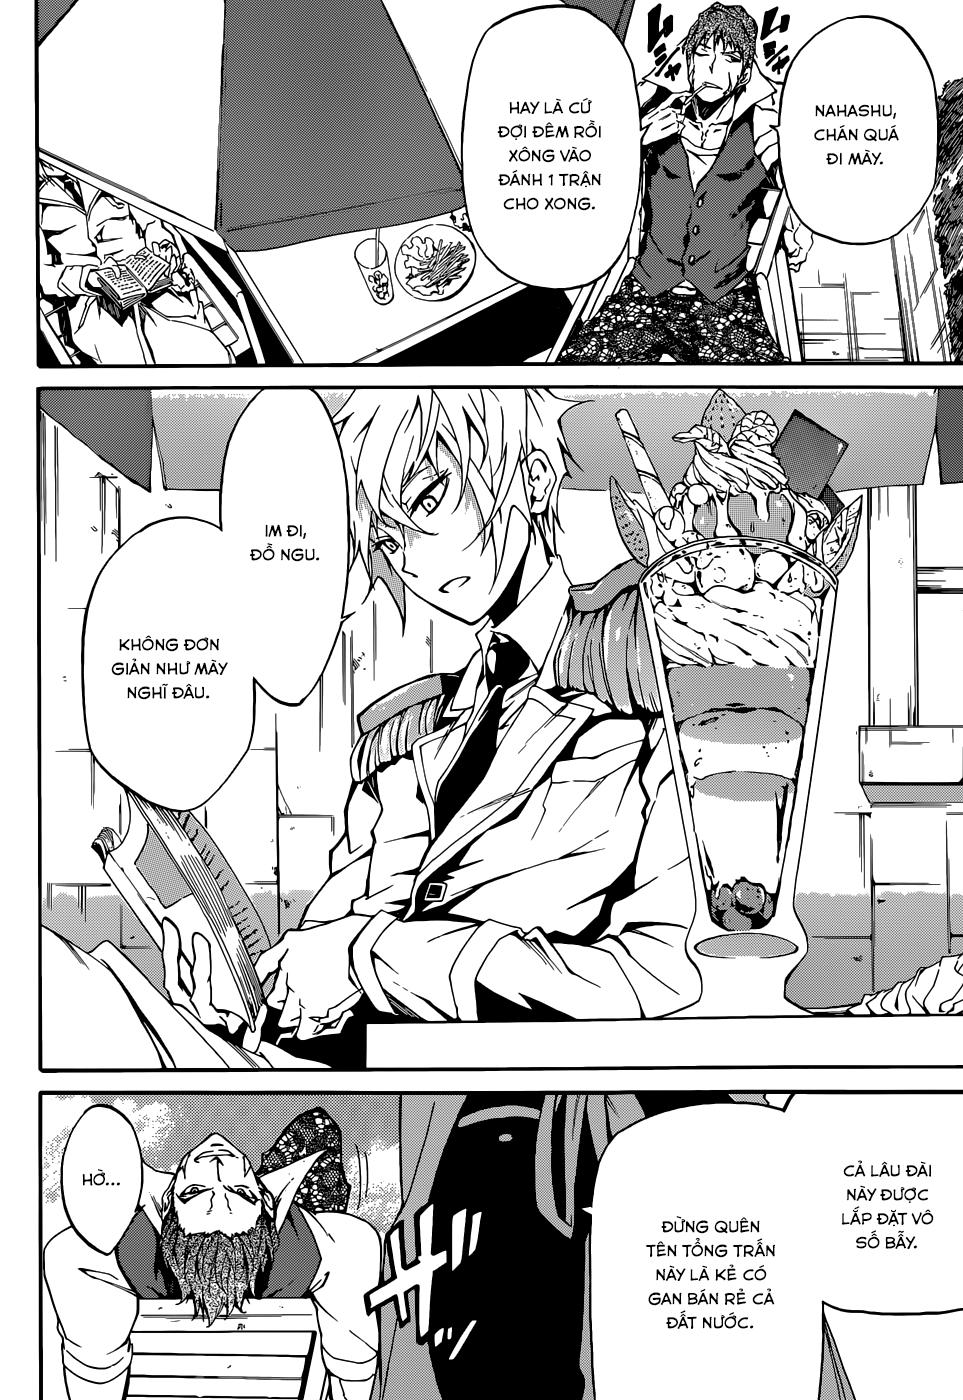 NAHASHU,
CHÁN QUÁ
ĐI MÀY.
HAY LÀ CỨ
ĐỢI ĐÊM RỒI
XÔNG VÀO
ĐÁNH 1 TRẬN
CHO XONG.
IM ĐI,
ĐỒ NGU.
KHÔNG ĐƠN
GIẢN NHƯ MÀY
NGHĨ ĐÂU.
CẢ LÂU ĐÀI
NÀY ĐƯỢC
LẮP ĐẶT VÔ
SỐ BẪY.
ĐỪNG QUÊN
TÊN TỔNG TRẤN
NÀY LÀ KẺ CÓ
GAN BÁN RẺ CẢ
ĐẤT NƯỚC.
HỜ...